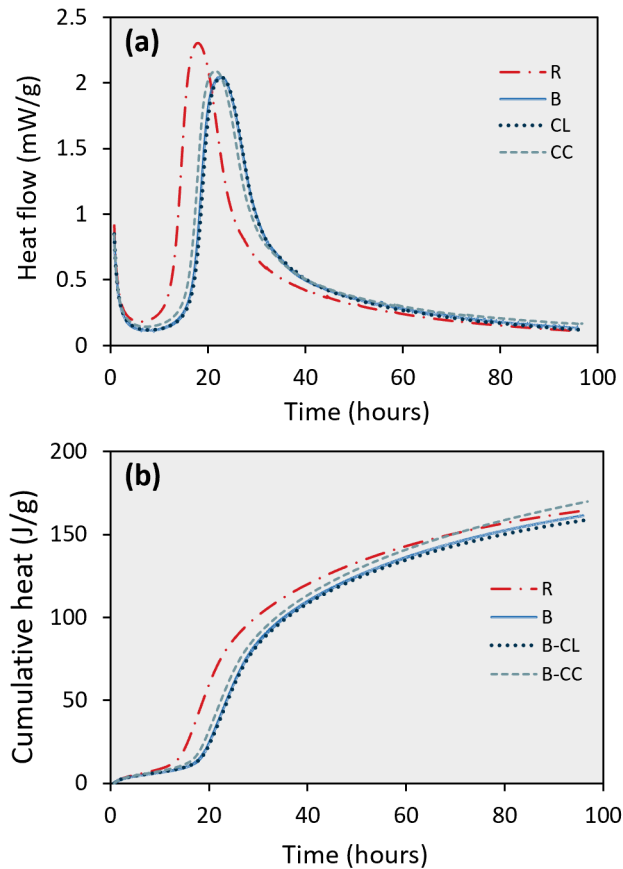 (a)
Heat flow (mW/g)
2.5
2
1.5
1
0.5
0
0 20 40 60 80 100
Time (hours)
R
B
CL
CC
(b)
Cumulative heat (J/g)
200
150
100
50
0
0 20 40 60 80 100
Time (hours)
R
B
B-CL
B-CC